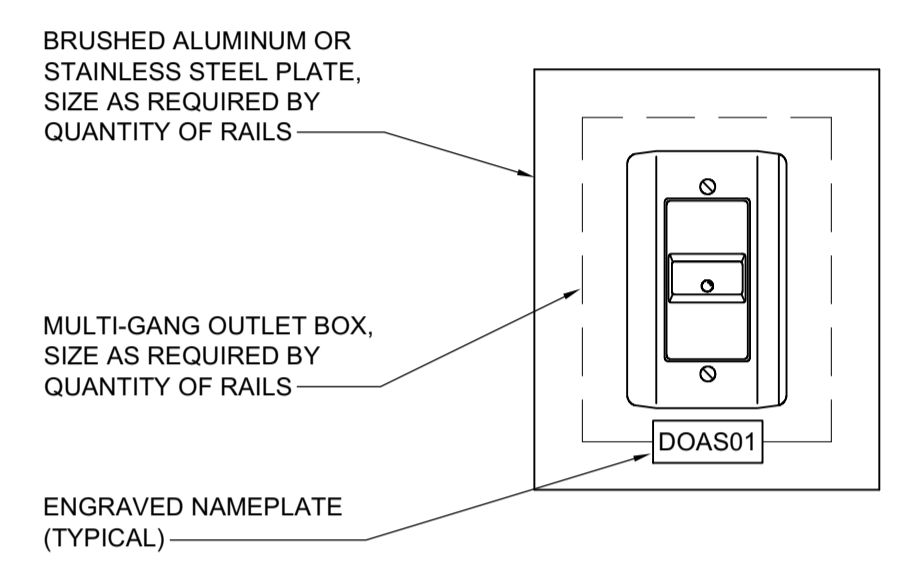 BRUSHED ALUMINUM OR
STAINLESS STEEL PLATE,
SIZE AS REQUIRED BY
QUANTITY OF RAILS
MULTI-GANG OUTLET BOX,
SIZE AS REQUIRED BY
QUANTITY OF RAILS
DOAS01
ENGRAVED NAMEPLATE
(TYPICAL)